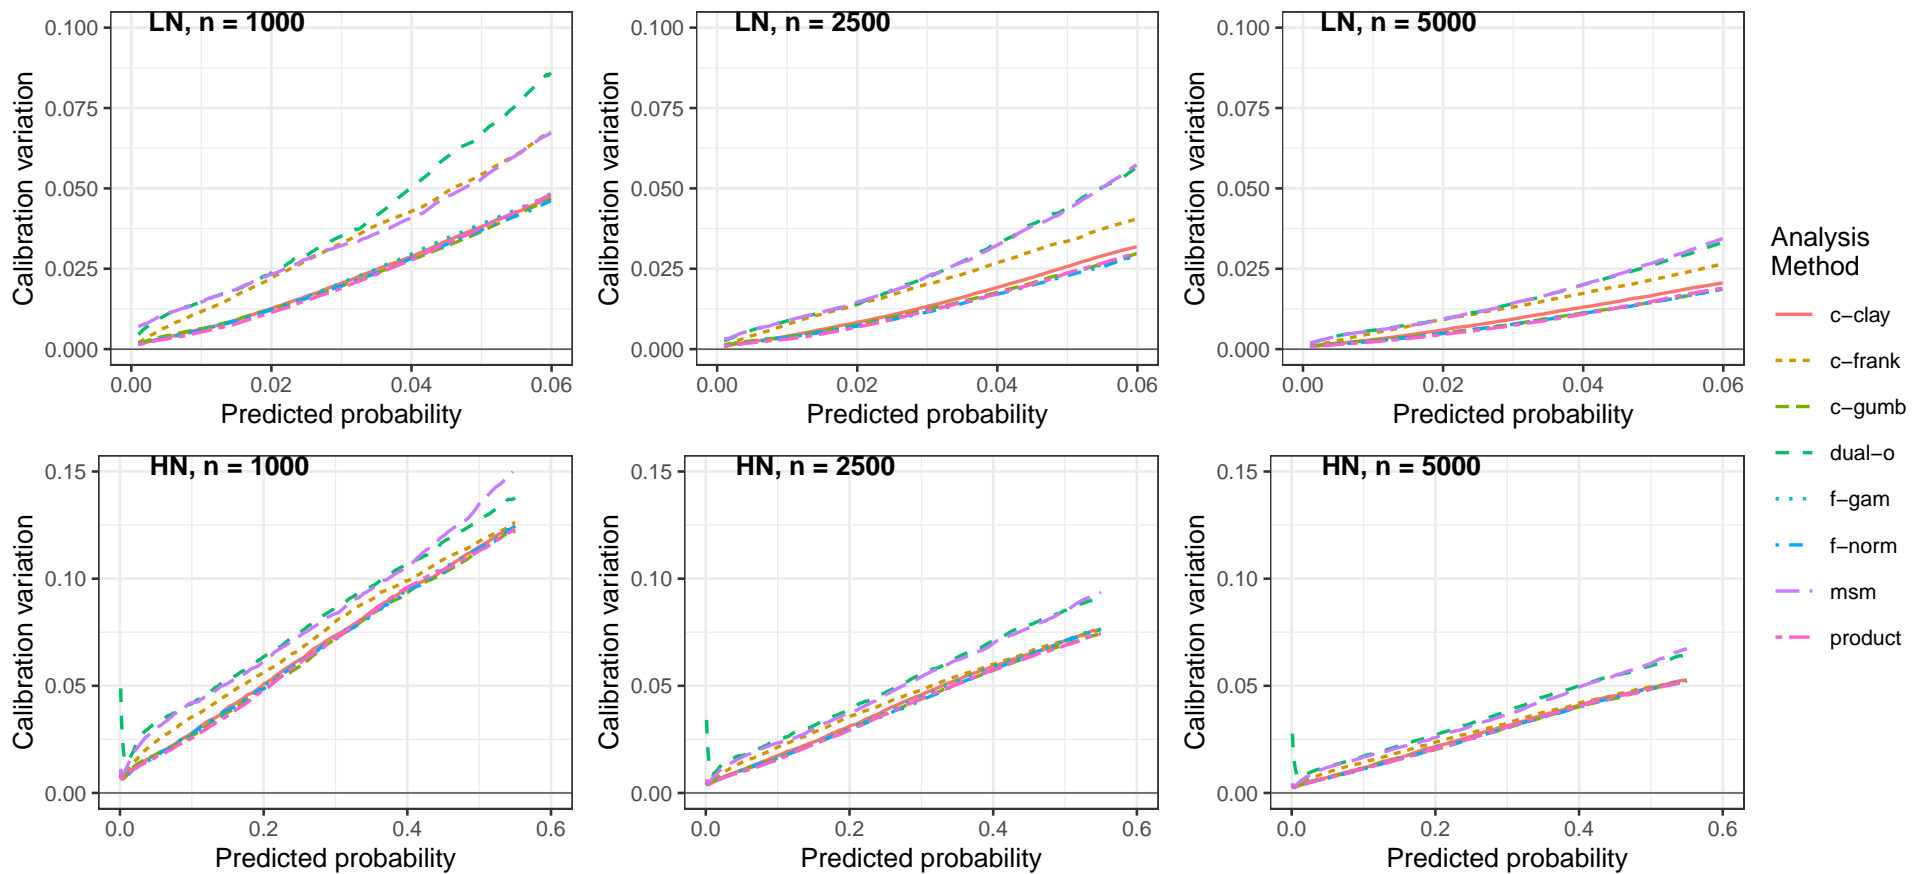 LN, n = 1000
Calibration variation
0.100
0.075
0.050
0.025
0.000
0.00 0.02 0.04 0.06
Predicted probability
LN, n = 2500
Calibration variation
0.100
0.075
0.050
0.025
0.000
0.00 0.02 0.04 0.06
Predicted probability
LN, n = 5000
Calibration variation
0.100
0.075
0.050
0.025
0.000
0.00 0.02 0.04 0.06
Predicted probability
HN, n = 1000
Calibration variation
0.15
0.10
0.05
0.00
0.0 0.2 0.4 0.6
Predicted probability
HN, n = 2500
Calibration variation
0.15
0.10
0.05
0.00
0.0 0.2 0.4 0.6
Predicted probability
HN, n = 5000
Calibration variation
0.15
0.10
0.05
0.00
0.0 0.2 0.4 0.6
Predicted probability
Analysis
Method
c−clay
c−frank
c−gumb
dual−o
f−gam
f−norm
msm
product